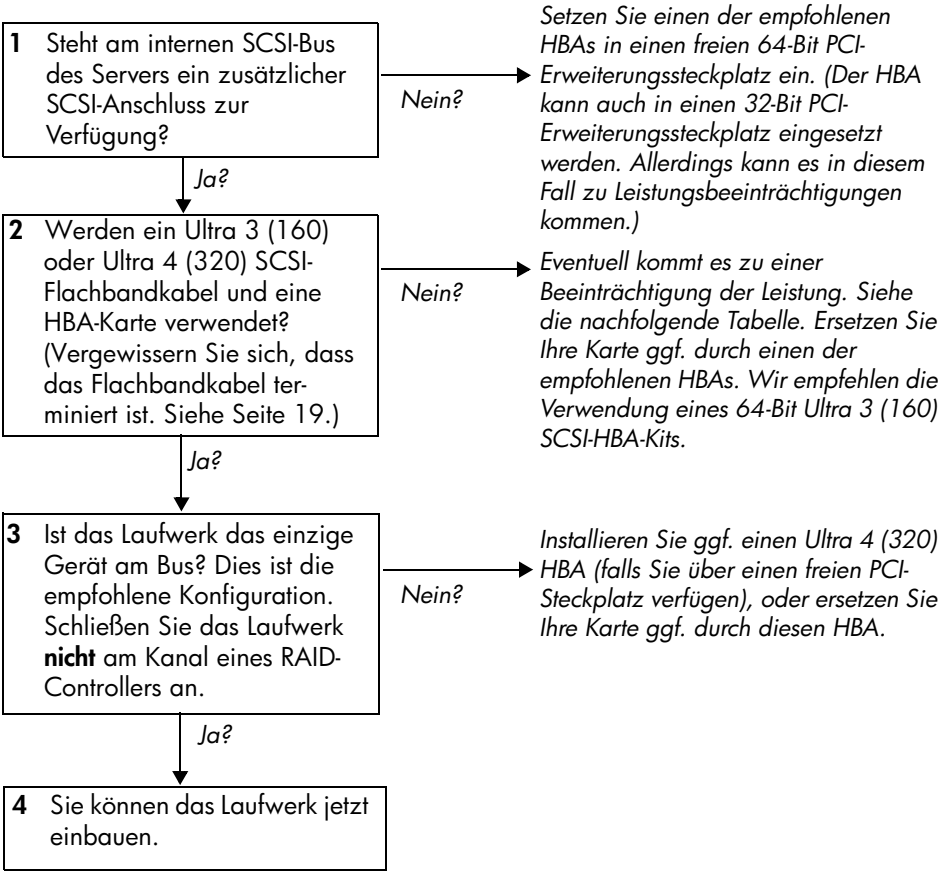 1 Steht am internen SCSI-Bus
des Servers ein zusätzlicher
SCSI-Anschluss zur
Verfügung?
Nein?
Setzen Sie einen der empfohlenen
HBAs in einen freien 64-Bit PCI-
Erweiterungssteckplatz ein. (Der HBA
kann auch in einen 32-Bit PCI-
Erweiterungssteckplatz eingesetzt
werden. Allerdings kann es in diesem
Fall zu Leistungsbeeinträchtigungen
kommen.)
Ja?
2 Werden ein Ultra 3 (160)
oder Ultra 4 (320) SCSI-
Flachbandkabel und eine
HBA-Karte verwendet?
(Vergewissern Sie sich, dass
das Flachbandkabel ter-
miniert ist. Siehe Seite 19.)
Nein?
Eventuell kommt es zu einer
Beeinträchtigung der Leistung. Siehe
die nachfolgende Tabelle. Ersetzen Sie
Ihre Karte ggf. durch einen der
empfohlenen HBAs. Wir empfehlen die
Verwendung eines 64-Bit Ultra 3 (160)
SCSI-HBA-Kits.
Ja?
3 Ist das Laufwerk das einzige
Gerät am Bus? Dies ist die
empfohlene Konfiguration.
Schließen Sie das Laufwerk
nicht am Kanal eines RAID-
Controllers an.
Nein?
Installieren Sie ggf. einen Ultra 4 (320)
HBA (falls Sie über einen freien PCI-
Steckplatz verfügen), oder ersetzen Sie
Ihre Karte ggf. durch diesen HBA.
Ja?
4 Sie können das Laufwerk jetzt
einbauen.